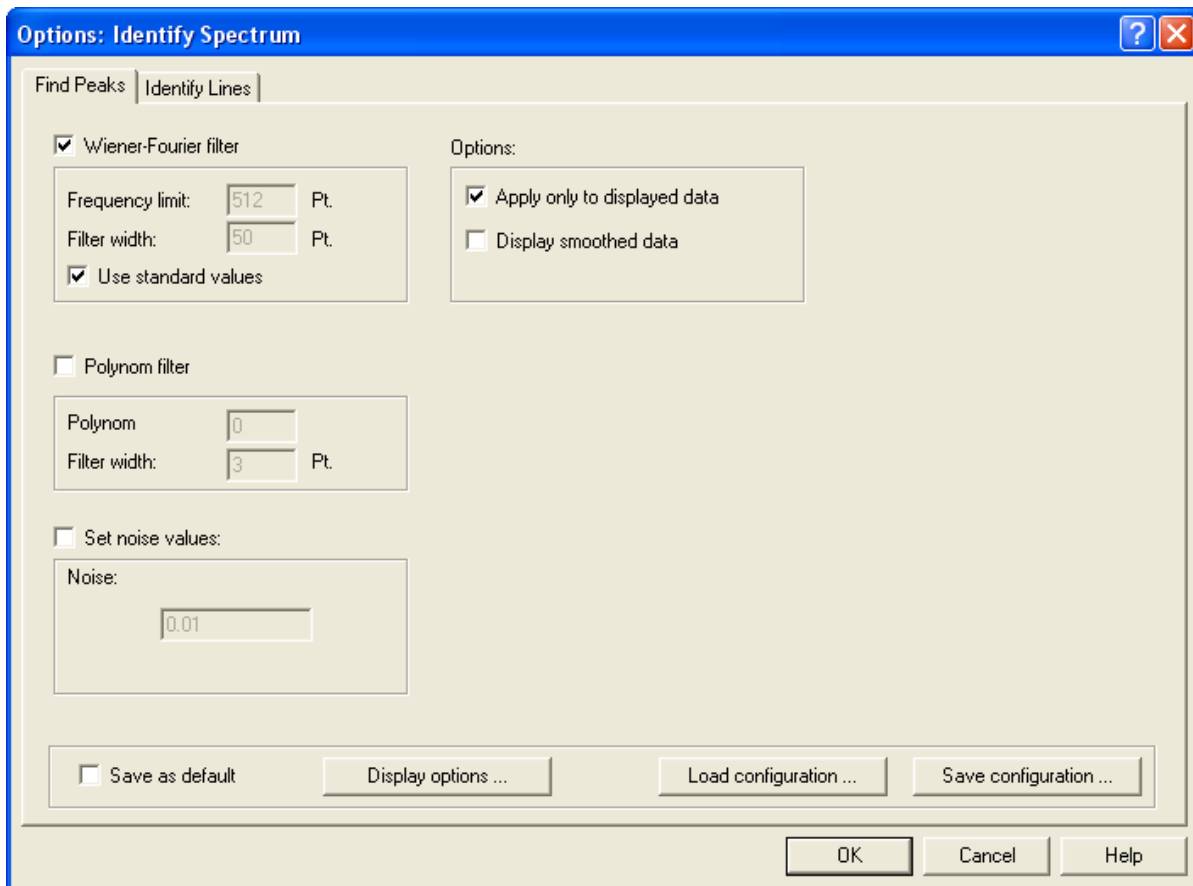 Options: Identify Spectrum
Find Peaks
Identify Lines
Wiener-Fourier filter
Frequency limit: 512 Pt.
Filter width: 50 Pt.
Use standard values
Options:
Apply only to displayed data
Display smoothed data
Polynom filter
Polynom 0
Filter width: 3 Pt.
Set noise values:
Noise:
0.01
Save as default
Display options ...
Load configuration ...
Save configuration ...
OK
Cancel
Help